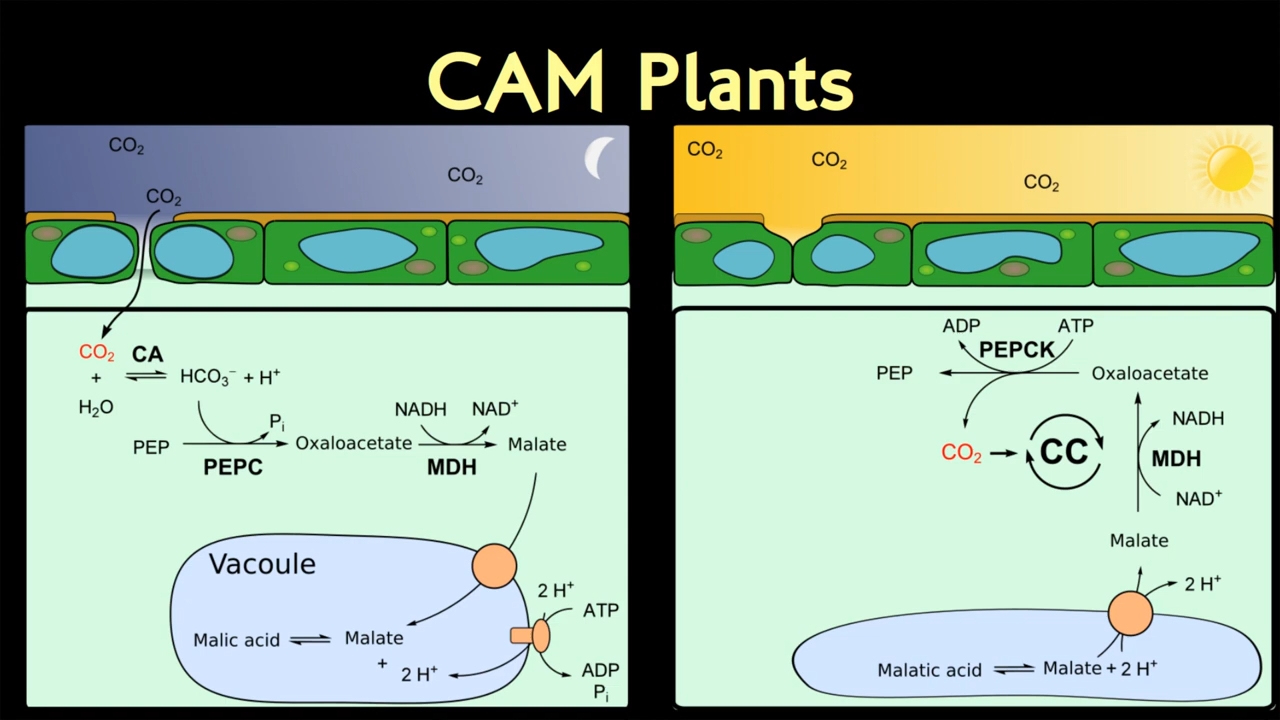 CAM Plants
CO₂
CO₂
CO₂
CO₂ CA
+ HCO₃⁻ + H⁺
H₂O
Pᵢ
NADH NAD⁺
PEP Oxaloacetate Malate
PEPC MDH
Vacoule
2 H⁺
ATP
Malic acid Malate
+
2 H⁺
ADP
Pᵢ
CO₂
CO₂
CO₂
ADP ATP
PEPCK
PEP Oxaloacetate
NADH
CO₂ CC MDH
NAD⁺
Malate
2 H⁺
Malatic acid Malate + 2 H⁺